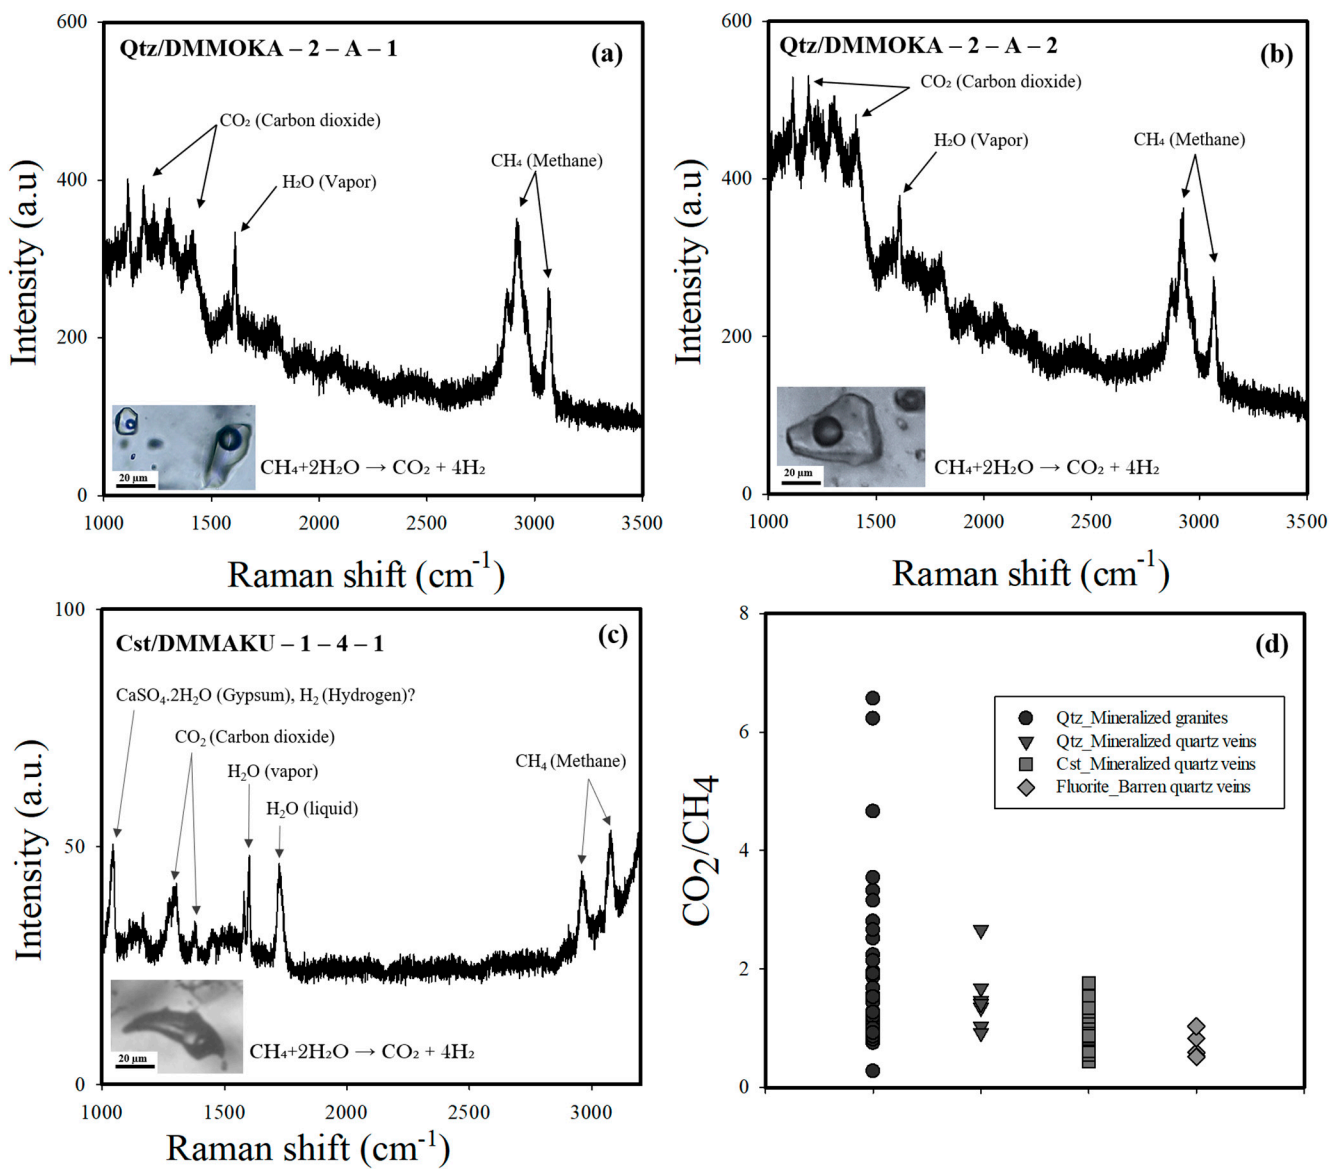 600
400
200
0
Intensity (a.u)
Qtz/DMMOKA – 2 – A – 1
(a)
CO₂ (Carbon dioxide)
H₂O (Vapor)
CH₄ (Methane)
20 µm
CH₄+2H₂O → CO₂ + 4H₂
1000 1500 2000 2500 3000 3500
Raman shift (cm⁻¹)
600
400
200
0
Intensity (a.u)
Qtz/DMMOKA – 2 – A – 2
(b)
CO₂ (Carbon dioxide)
H₂O (Vapor)
CH₄ (Methane)
20 µm
CH₄+2H₂O → CO₂ + 4H₂
1000 1500 2000 2500 3000 3500
Raman shift (cm⁻¹)
100
50
0
Intensity (a.u.)
Cst/DMMAKU – 1 – 4 – 1
(c)
CaSO₄.2H₂O (Gypsum), H₂ (Hydrogen)?
CO₂ (Carbon dioxide)
H₂O (vapor)
H₂O (liquid)
CH₄ (Methane)
20 µm
CH₄+2H₂O → CO₂ + 4H₂
1000 1500 2000 2500 3000
Raman shift (cm⁻¹)
8
6
4
2
0
CO₂/CH₄
(d)
Qtz_Mineralized granites
Qtz_Mineralized quartz veins
Cst_Mineralized quartz veins
Fluorite_Barren quartz veins